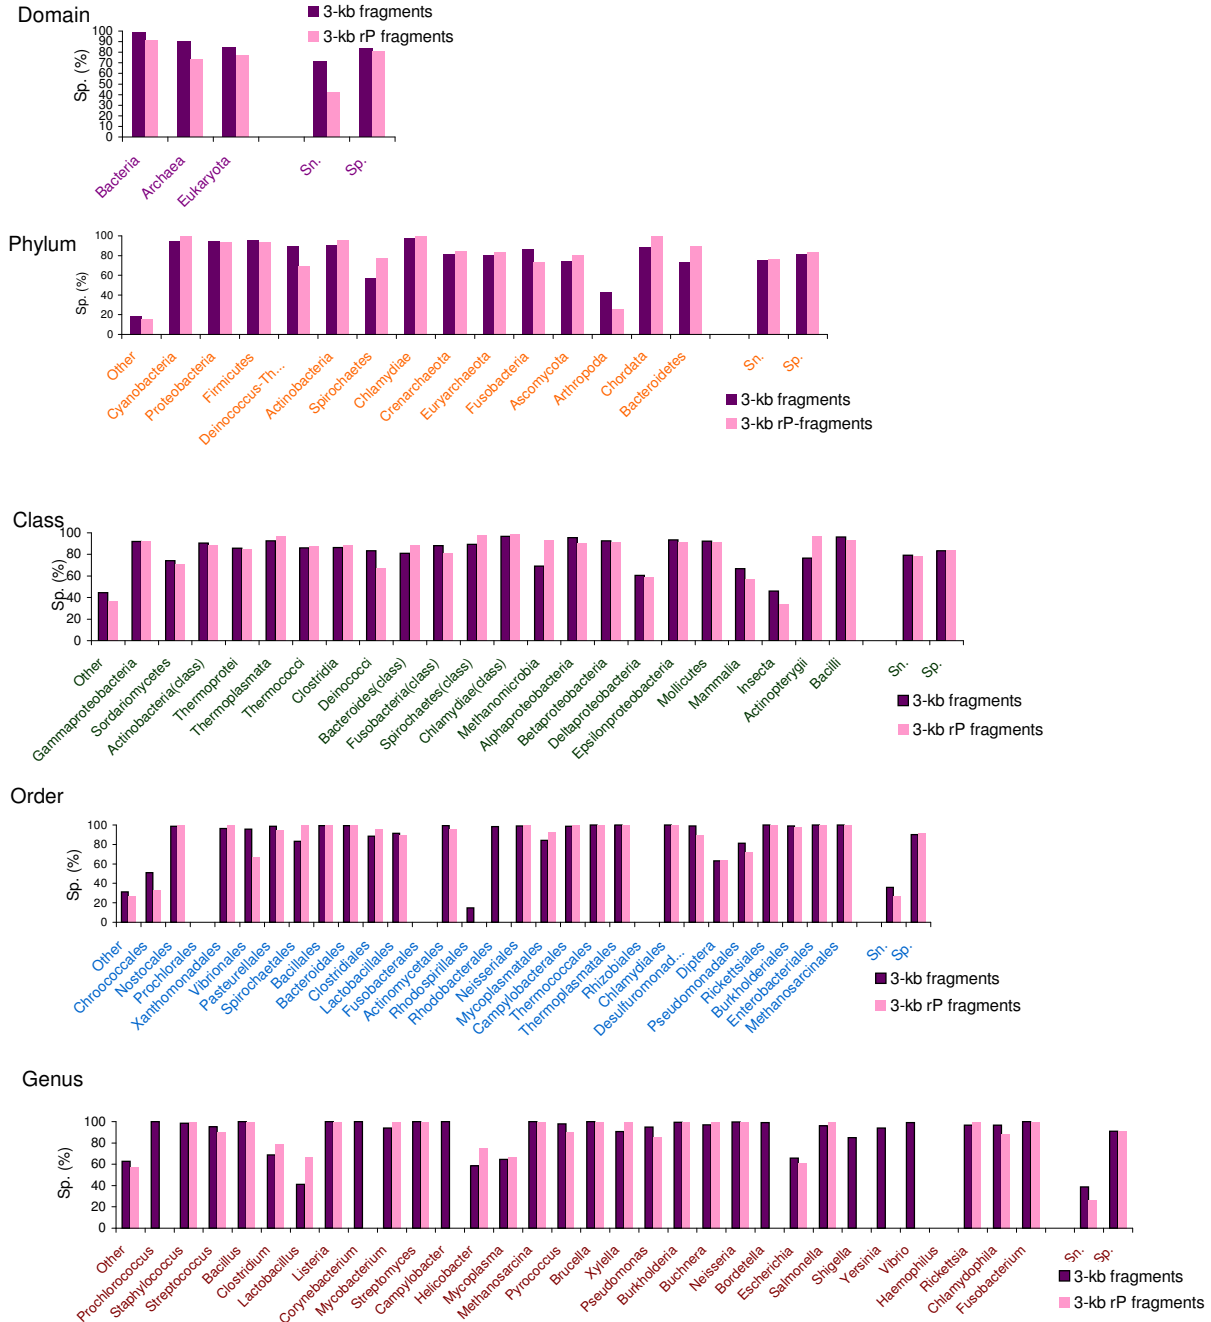 Domain
3-kb fragments
3-kb rP fragments
Sp. (%)
100
90
80
70
60
50
40
30
20
10
0
Bacteria
Archaea
Eukaryota
Sn.
Sp.
Phylum
Sp. (%)
100
80
60
40
20
0
Other
Cyanobacteria
Proteobacteria
Firmicutes
Deinococcus-Th...
Actinobacteria
Spirochaetes
Chlamydiae
Crenarchaeota
Euryarchaeota
Fusobacteria
Ascomycota
Arthropoda
Chordata
Bacteroidetes
Sn.
Sp.
3-kb fragments
3-kb rP-fragments
Class
Sp. (%)
100
80
60
40
20
0
Other
Gammaproteobacteria
Sordariomycetes
Actinobacteria(class)
Thermoprotei
Thermoplasmata
Thermococci
Clostridia
Deinococci
Bacteroides(class)
Fusobacteria(class)
Spirochaetes(class)
Chlamydiae(class)
Methanomicrobia
Alphaproteobacteria
Betaproteobacteria
Deltaproteobacteria
Epsilonproteobacteria
Mollicutes
Mammalia
Insecta
Actinopterygii
Bacilli
Sn.
Sp.
3-kb fragments
3-kb rP fragments
Order
Sp. (%)
100
80
60
40
20
0
Other
Chroococcales
Nostocales
Prochlorales
Xanthomonadales
Vibrionales
Pasteurellales
Spirochaetales
Bacillales
Bacteroidales
Clostridiales
Lactobacillales
Fusobacterales
Actinomycetales
Rhodospirillales
Rhodobacterales
Neisseriales
Mycoplasmatales
Campylobacterales
Thermococcales
Thermoplasmatales
Rhizobiales
Chlamydiales
Desulfuromonad...
Diptera
Pseudomonadales
Rickettsiales
Burkholderiales
Enterobacteriales
Methanosarcinales
Sn.
Sp.
3-kb fragments
3-kb rP fragments
Genus
Sp. (%)
100
80
60
40
20
0
Other
Prochlrococcus
Staphylococcus
Streptococcus
Bacillus
Clostridium
Lactobacillus
Listeria
Corynebacterium
Mycobacterium
Streptomyces
Campylobacter
Helicobacter
Mycoplasma
Methanosarcina
Pyrococcus
Brucella
Xylella
Pseudomonas
Burkholderia
Buchnera
Neisseria
Bordetella
Escherichia
Salmonella
Shigella
Yersinia
Vibrio
Haemophilus
Rickettsia
Chlamydophila
Fusobacterium
Sn.
Sp.
3-kb fragments
3-kb rP fragments